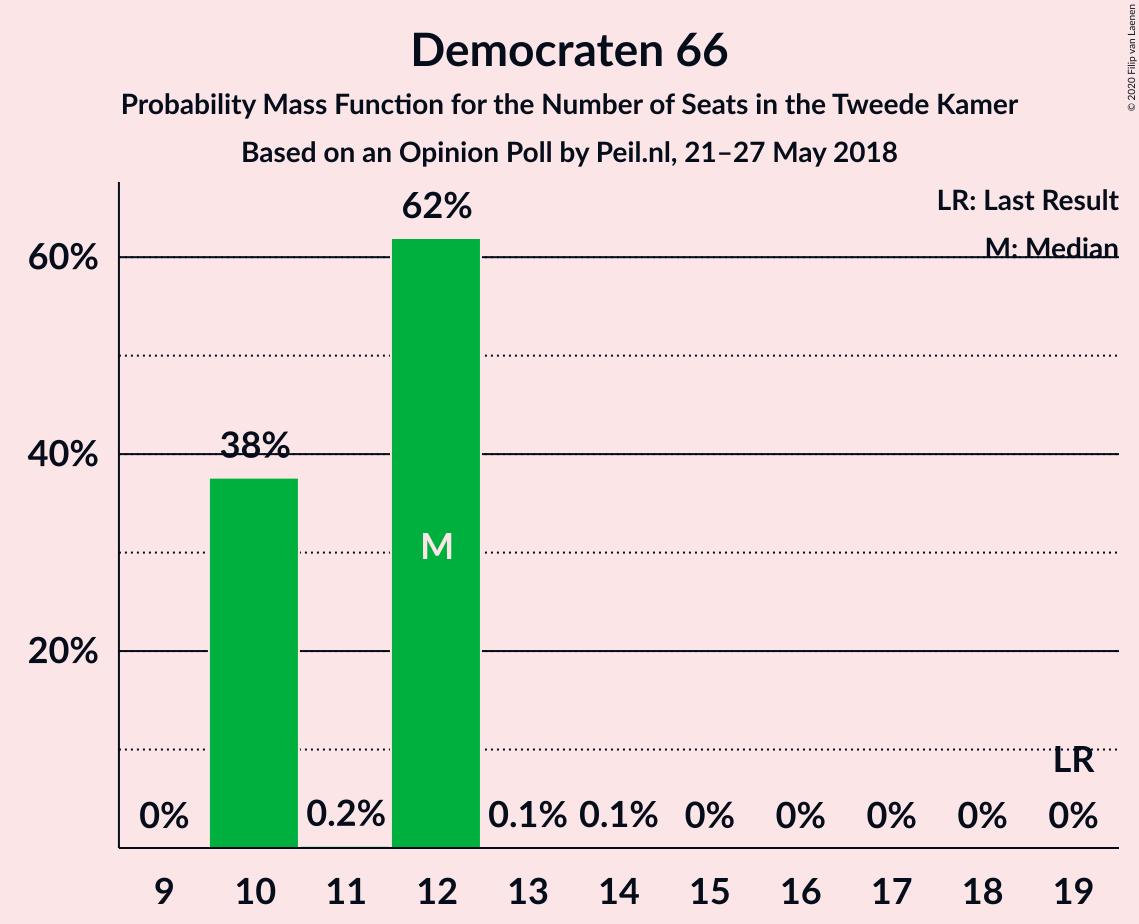 © 2020 Filip van Laenen
Democraten 66
Probability Mass Function for the Number of Seats in the Tweede Kamer
Based on an Opinion Poll by Peil.nl, 21–27 May 2018
LR: Last Result
M: Median
60%
40%
20%
0% 38% 0.2% 62% 0.1% 0.1% 0% 0% 0% 0% 0%
M
LR
9 10 11 12 13 14 15 16 17 18 19